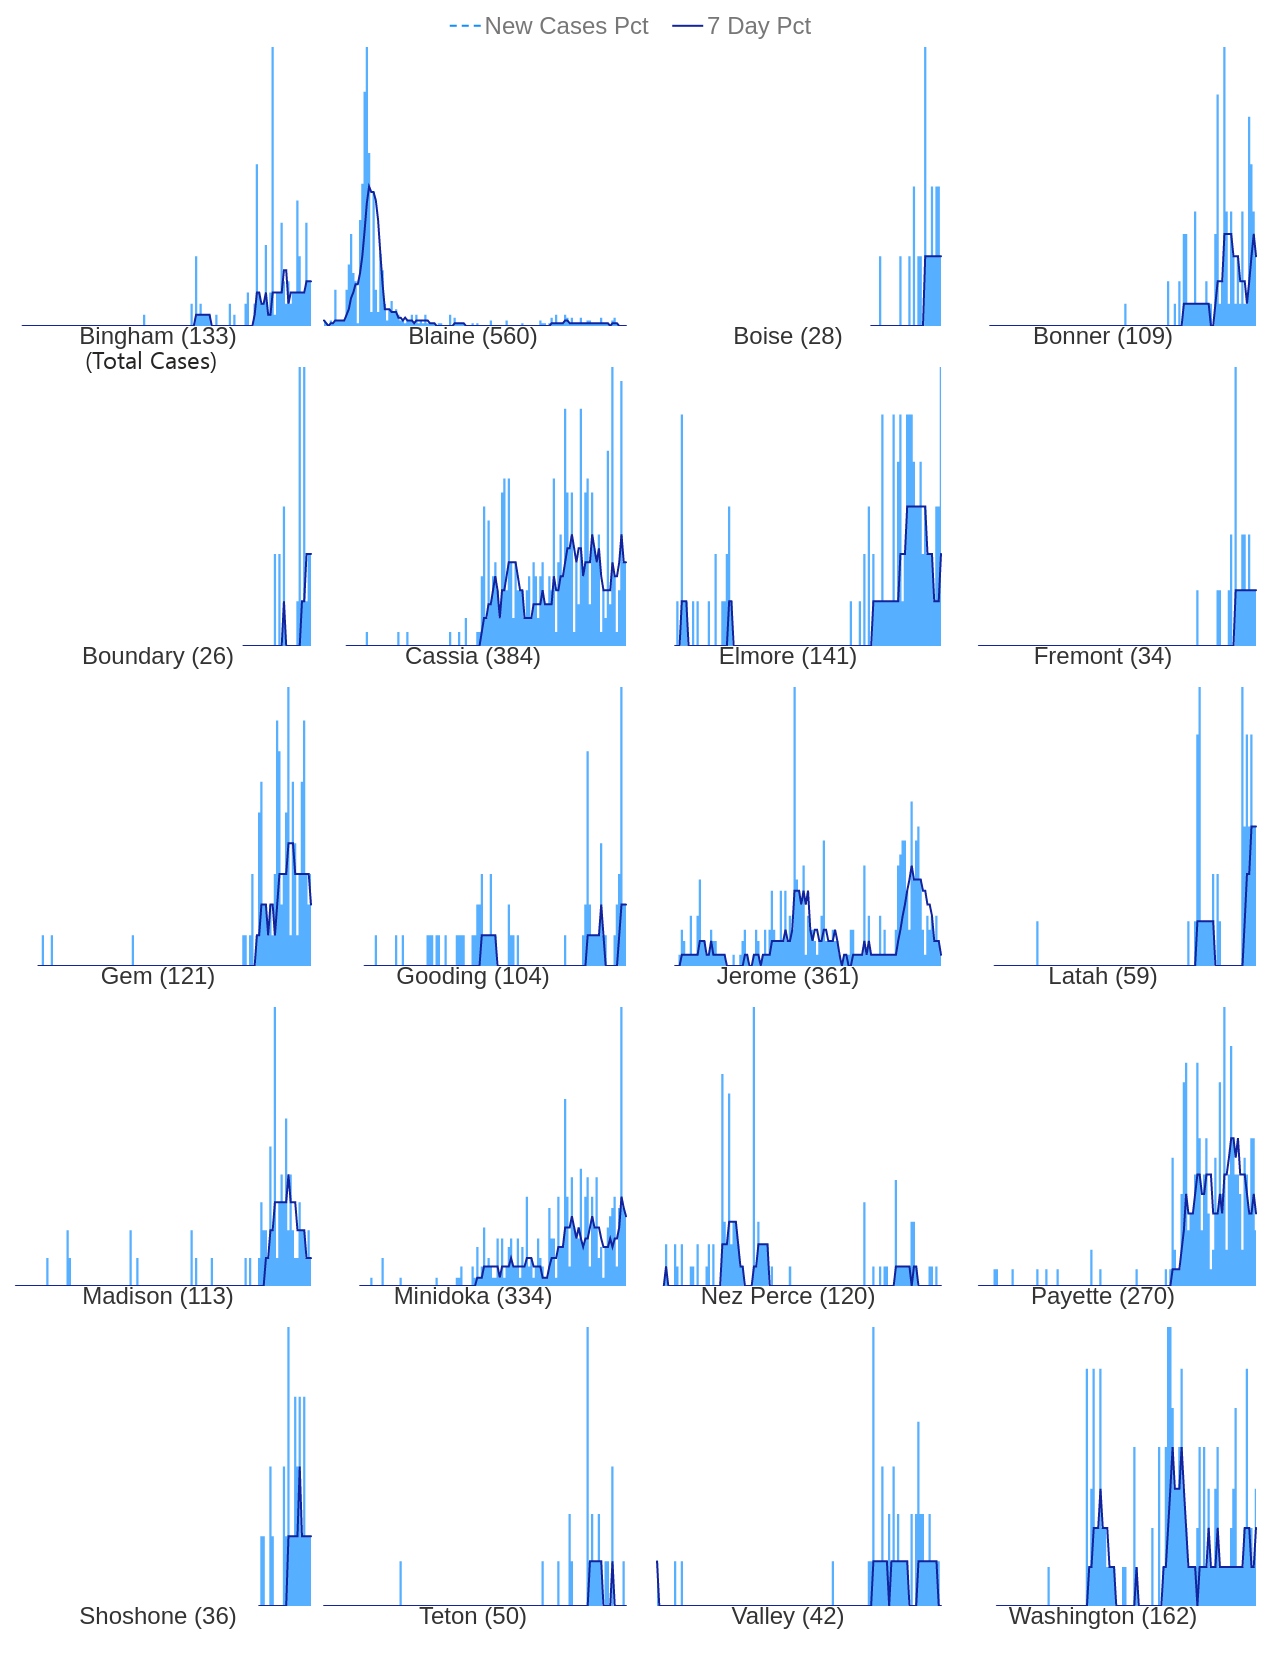 New Cases Pct 7 Day Pct
Bingham (133) Blaine (560) Boise (28) Bonner (109)
(Total Cases)
Boundary (26) Cassia (384) Elmore (141) Fremont (34)
Gem (121) Gooding (104) Jerome (361) Latah (59)
Madison (113) Minidoka (334) Nez Perce (120) Payette (270)
Shoshone (36) Teton (50) Valley (42) Washington (162)